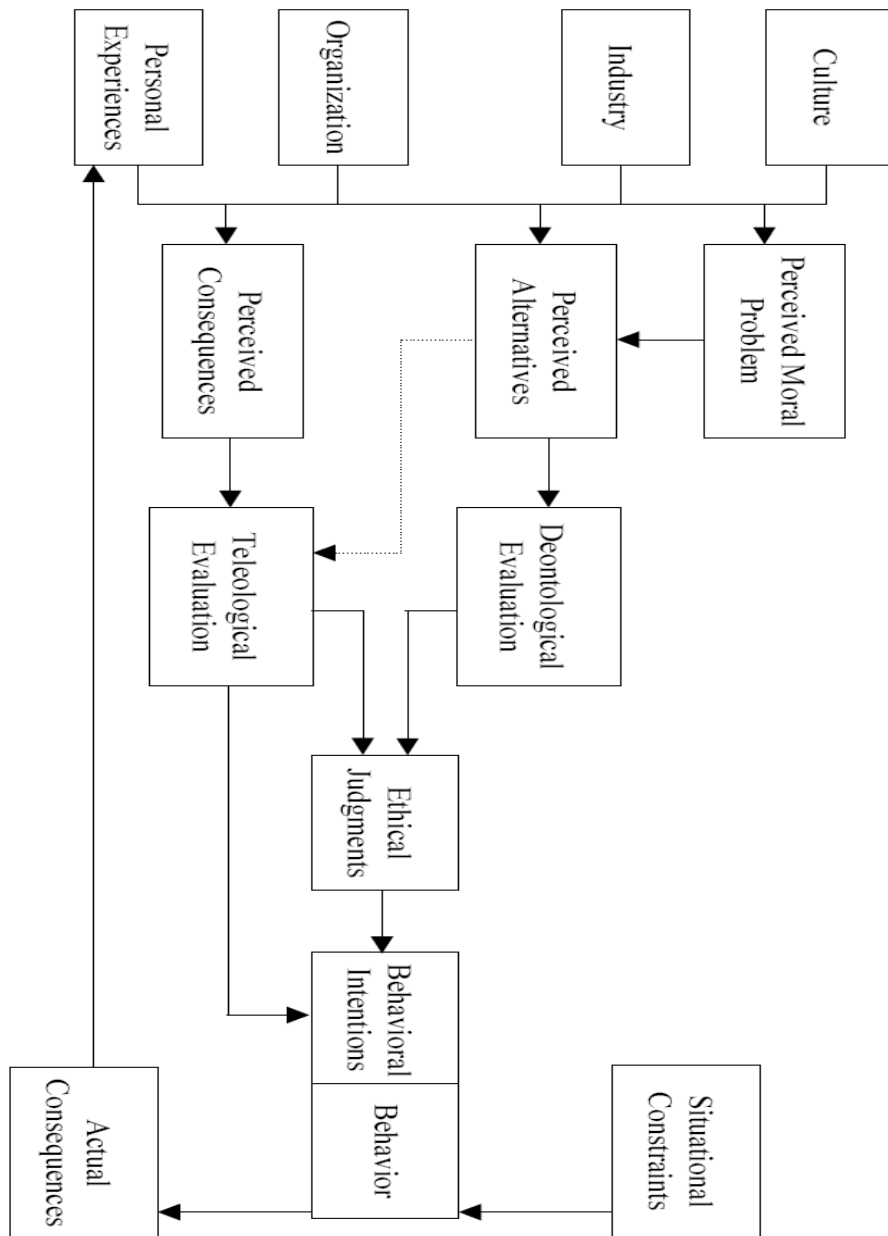 Culture
Industry
Organization
Personal
Experiences
Perceived Moral
Problem
Perceived
Alternatives
Perceived
Consequences
Deontological
Evaluation
Teleological
Evaluation
Ethical
Judgments
Behavioral
Intentions
Behavior
Situational
Constraints
Actual
Consequences